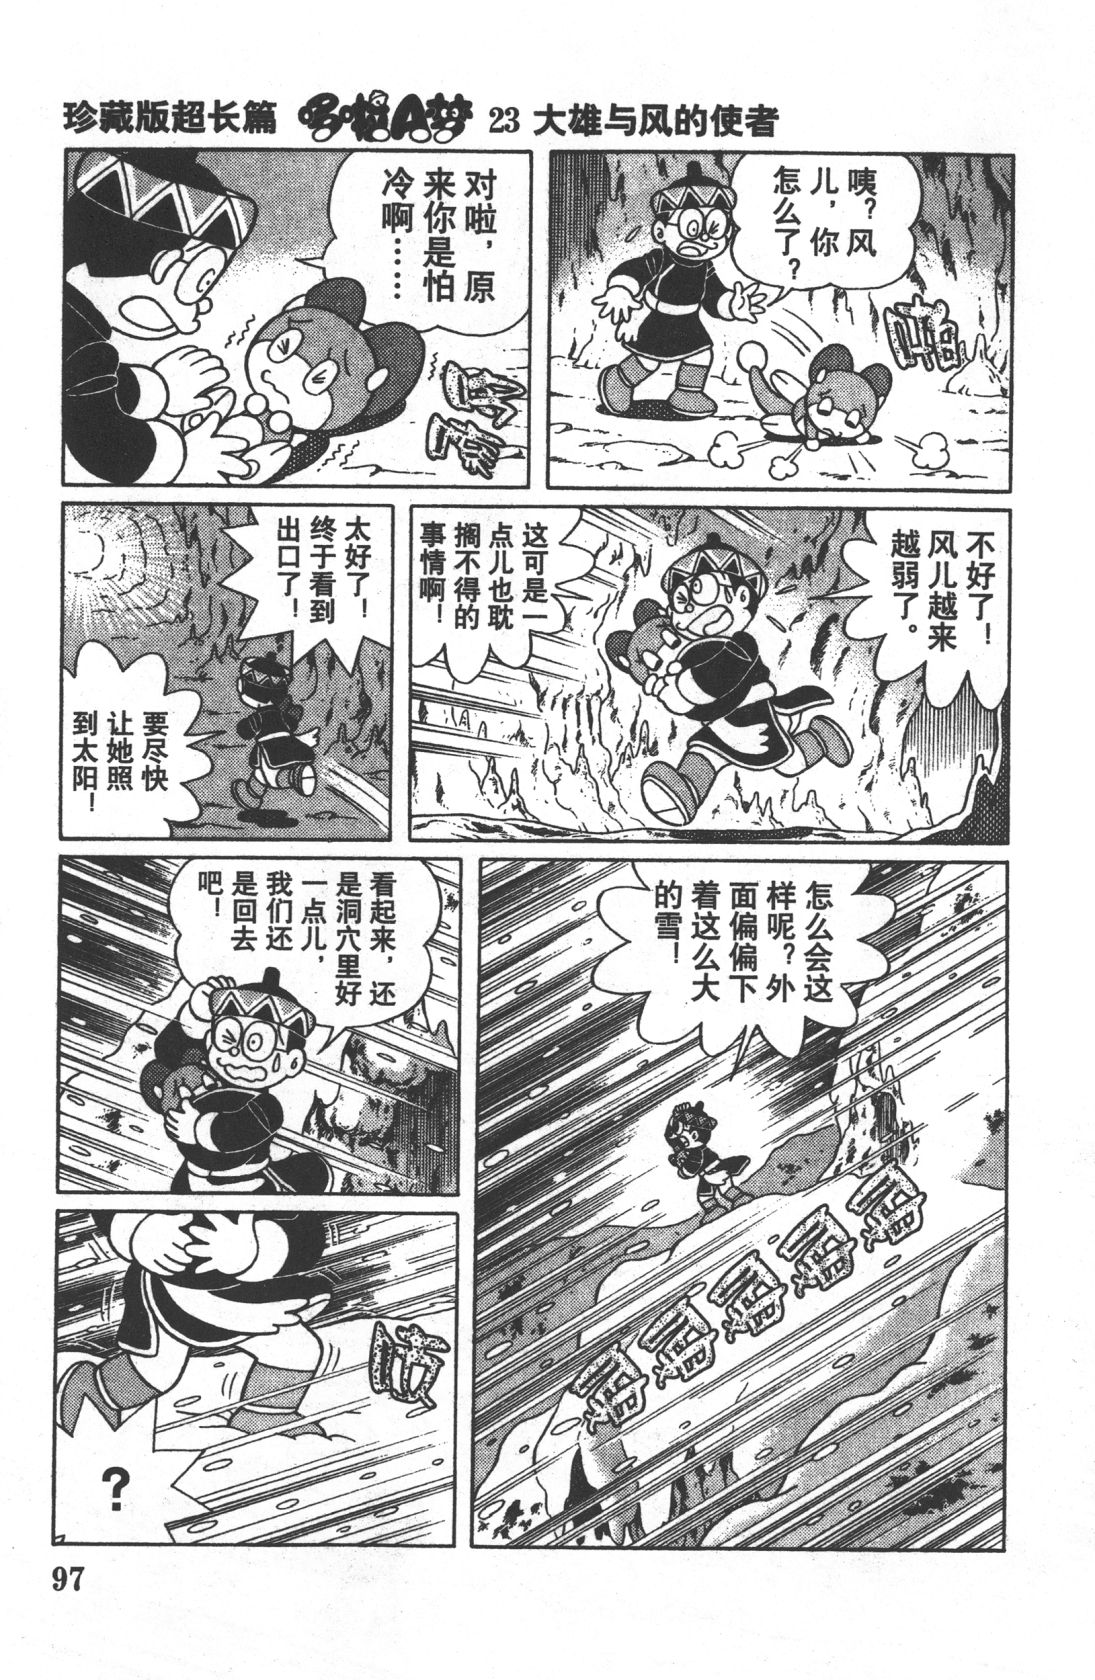 珍藏版超长篇 哆啦A梦 23 大雄与风的使者
咦?风
儿,你
怎么了?
对啦,原
来你是怕
冷啊……
不好了!
风儿越来
越弱了。
这可是一
点儿也耽
搁不得的
事情啊!
太好了!
终于看到
出口了!
要尽快
让她照
到太阳!
怎么会这
样呢?外
面偏偏下
着这么大
的雪!
嗖嗖嗖嗖嗖
看起来,还
是洞穴里好
一点儿,
我们还
是回去
吧!
?
97